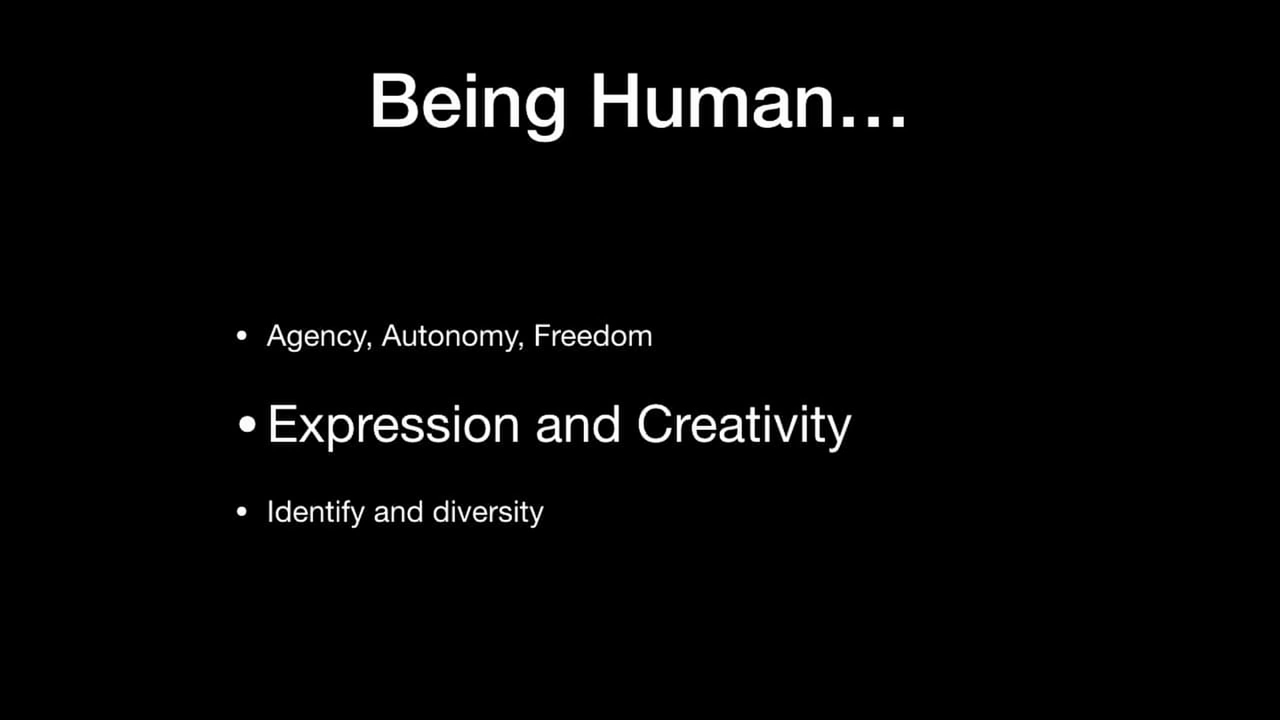 Being Human…
• Agency, Autonomy, Freedom
• Expression and Creativity
• Identify and diversity